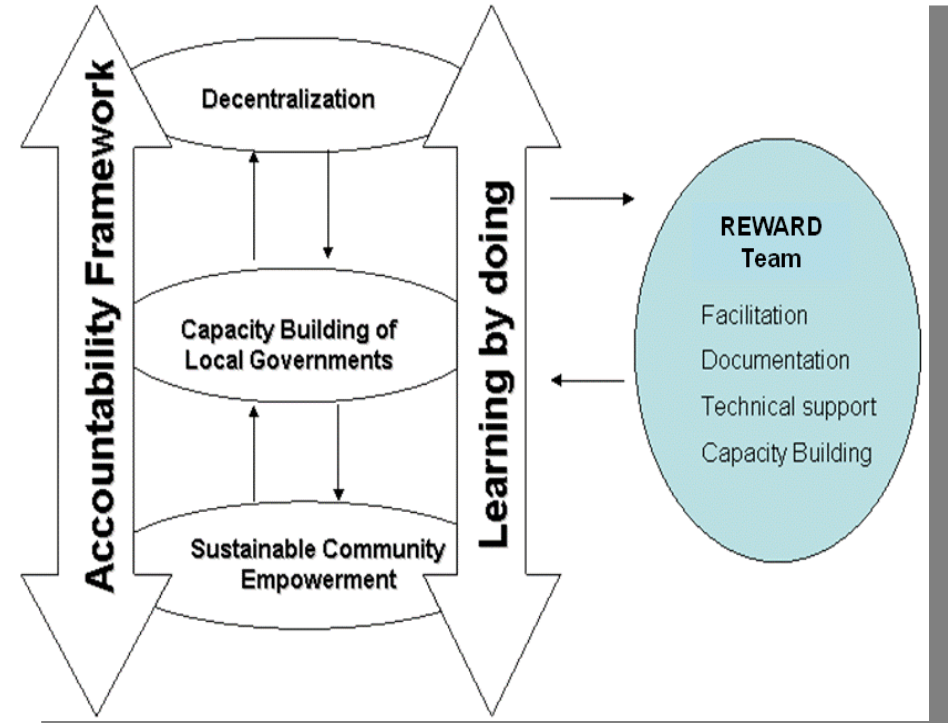 Accountability Framework
Decentralization
Capacity Building of
Local Governments
Sustainable Community
Empowerment
Learning by doing
REWARD
Team
Facilitation
Documentation
Technical support
Capacity Building